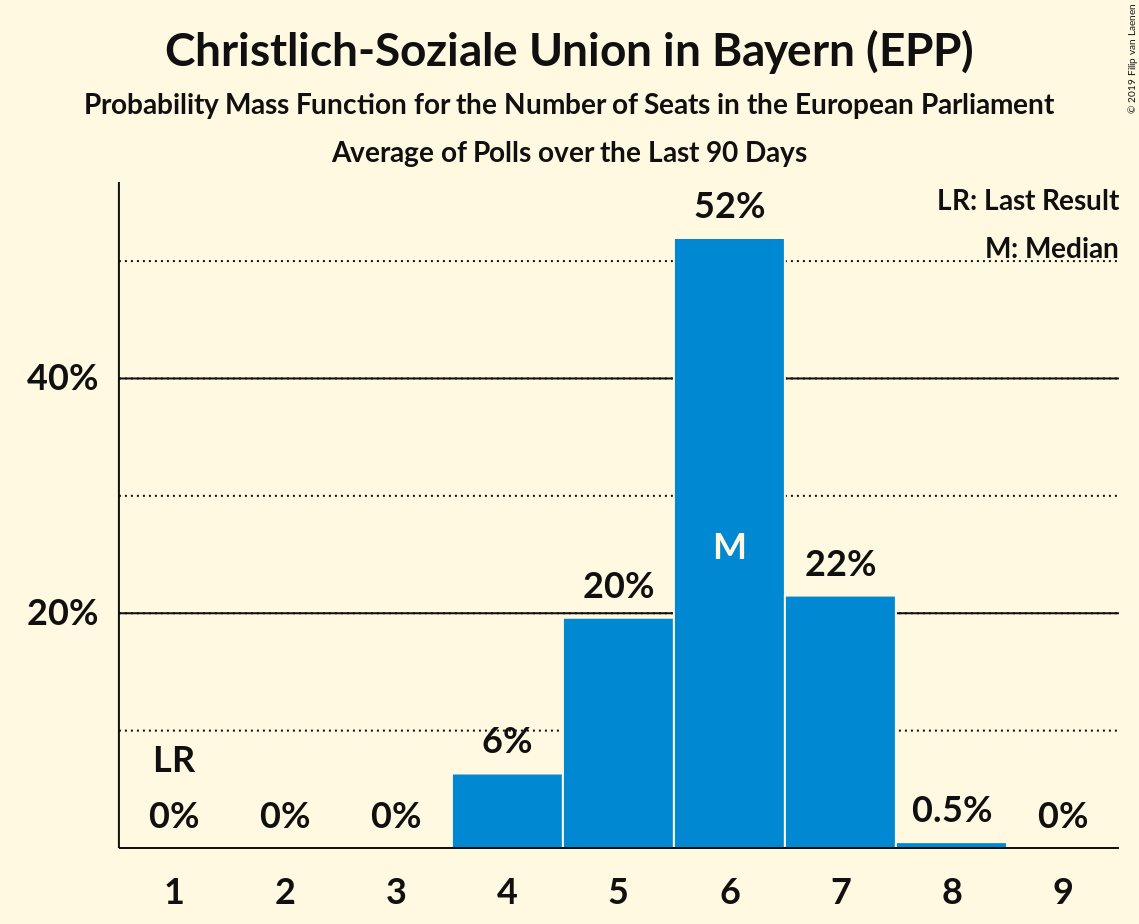 Christlich-Soziale Union in Bayern (EPP)
Probability Mass Function for the Number of Seats in the European Parliament
Average of Polls over the Last 90 Days
© 2019 Filip van Laenen
LR: Last Result
M: Median
52%
40%
M
22%
20%
20%
6%
LR
0%
0%
0%
0.5%
0%
1 2 3 4 5 6 7 8 9